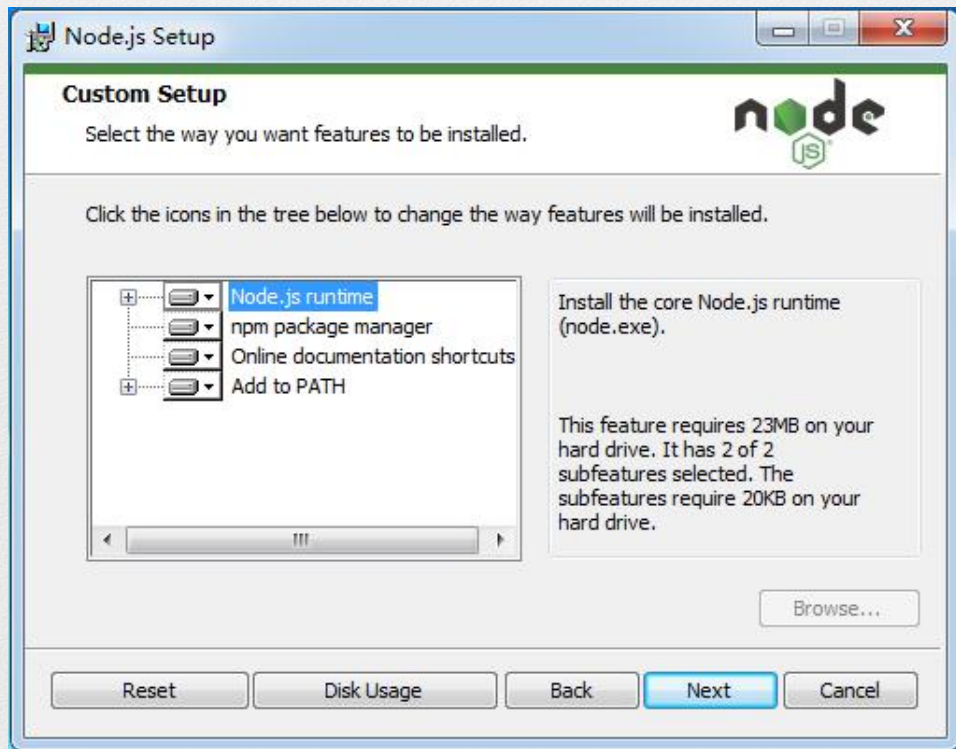 Node.js Setup
Custom Setup
Select the way you want features to be installed.
node
JS
Click the icons in the tree below to change the way features will be installed.
Node.js runtime
npm package manager
Online documentation shortcuts
Add to PATH
Install the core Node.js runtime
(node.exe).
This feature requires 23MB on your
hard drive. It has 2 of 2
subfeatures selected. The
subfeatures require 20KB on your
hard drive.
Browse...
Reset
Disk Usage
Back
Next
Cancel